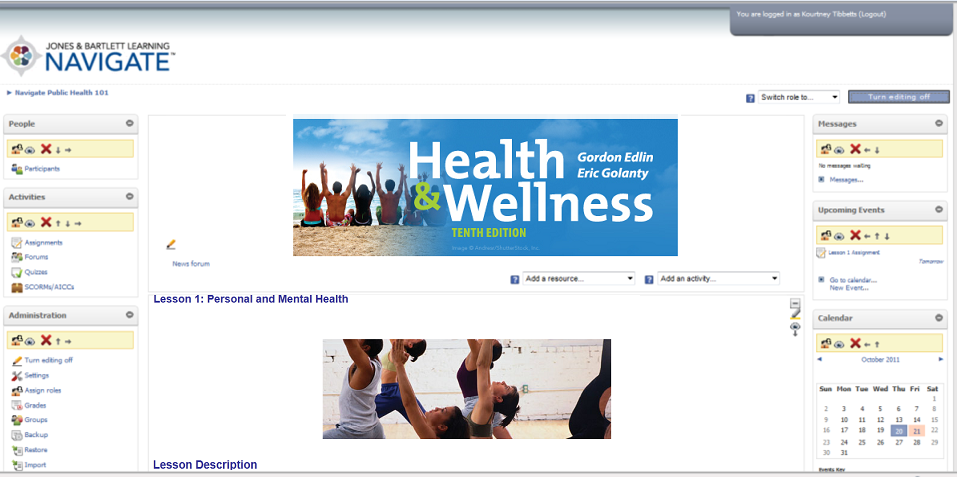 You are logged in as Kourtney Tibbetts (Logout)
JONES & BARTLETT LEARNING
NAVIGATE™
Navigate Public Health 101
Switch role to...
Turn editing off
People
Participants
Activities
Assignments
Forums
Quizzes
SCORMs/AICCs
Administration
Turn editing off
Settings
Assign roles
Grades
Groups
Backup
Restore
Import
Health
& Wellness
Gordon Edlin
Eric Golanty
TENTH EDITION
Image ©
News forum
Add a resource...
Add an activity...
Lesson 1: Personal and Mental Health
Lesson Description
Messages
No messages waiting
Messages...
Upcoming Events
Lesson 1 Assignment
Tomorrow
Go to calendar...
New Event...
Calendar
October 2011
Sun Mon Tue Wed Thu Fri Sat
1
2 3 4 5 6 7 8
9 10 11 12 13 14 15
16 17 18 19 20 21 22
23 24 25 26 27 28 29
30 31
Events Key